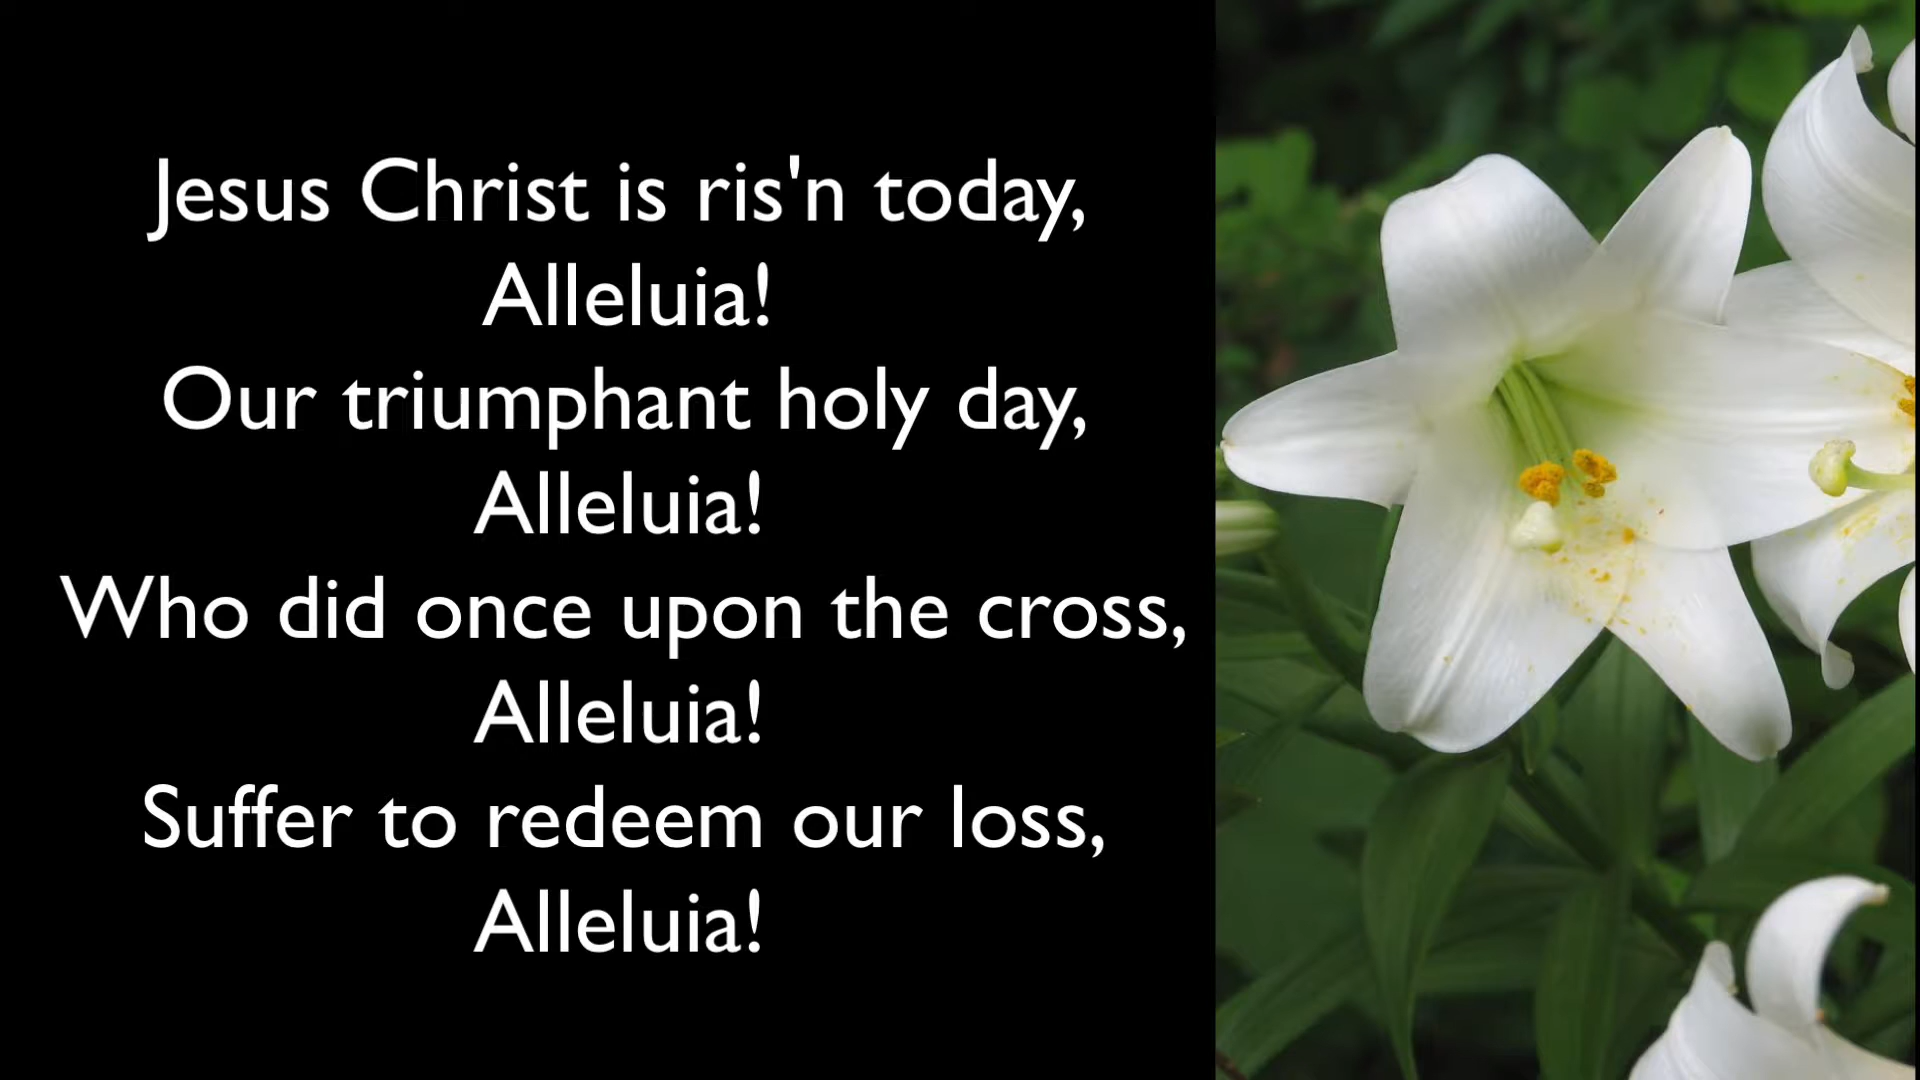 Jesus Christ is ris'n today,
Alleluia!
Our triumphant holy day,
Alleluia!
Who did once upon the cross,
Alleluia!
Suffer to redeem our loss,
Alleluia!